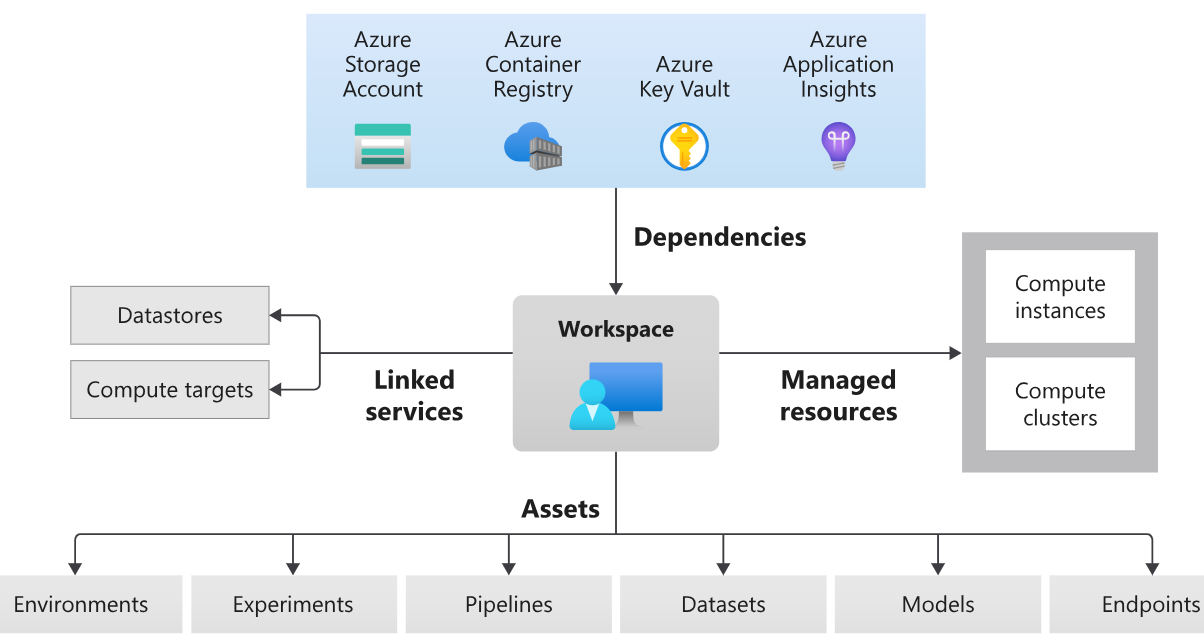 Azure
Storage
Account
Azure
Container
Registry
Azure
Key Vault
Azure
Application
Insights
Dependencies
Datastores
Compute targets
Linked
services
Workspace
Managed
resources
Compute
instances
Compute
clusters
Assets
Environments
Experiments
Pipelines
Datasets
Models
Endpoints